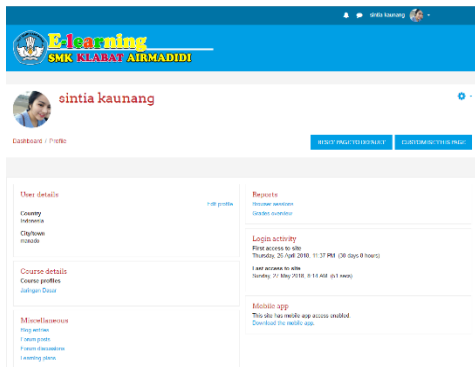 sintia kaunang
E-learning
SMK KLABAT AIRMADIDI
sintia kaunang
Dashboard / Profile
RESET PAGE TO DEFAULT
CUSTOMISE THIS PAGE
User details
Edit profile
Country
Indonesia
City/town
manado
Course details
Course profiles
Jaringan Dasar
Miscellaneous
Blog entries
Forum posts
Forum discussions
Learning plans
Reports
Browser sessions
Grades overview
Login activity
First access to site
Thursday, 26 April 2018, 11:37 PM (30 days 8 hours)
Last access to site
Sunday, 27 May 2018, 8:14 AM
Mobile app
This site has mobile app access enabled
Download the mobile app.